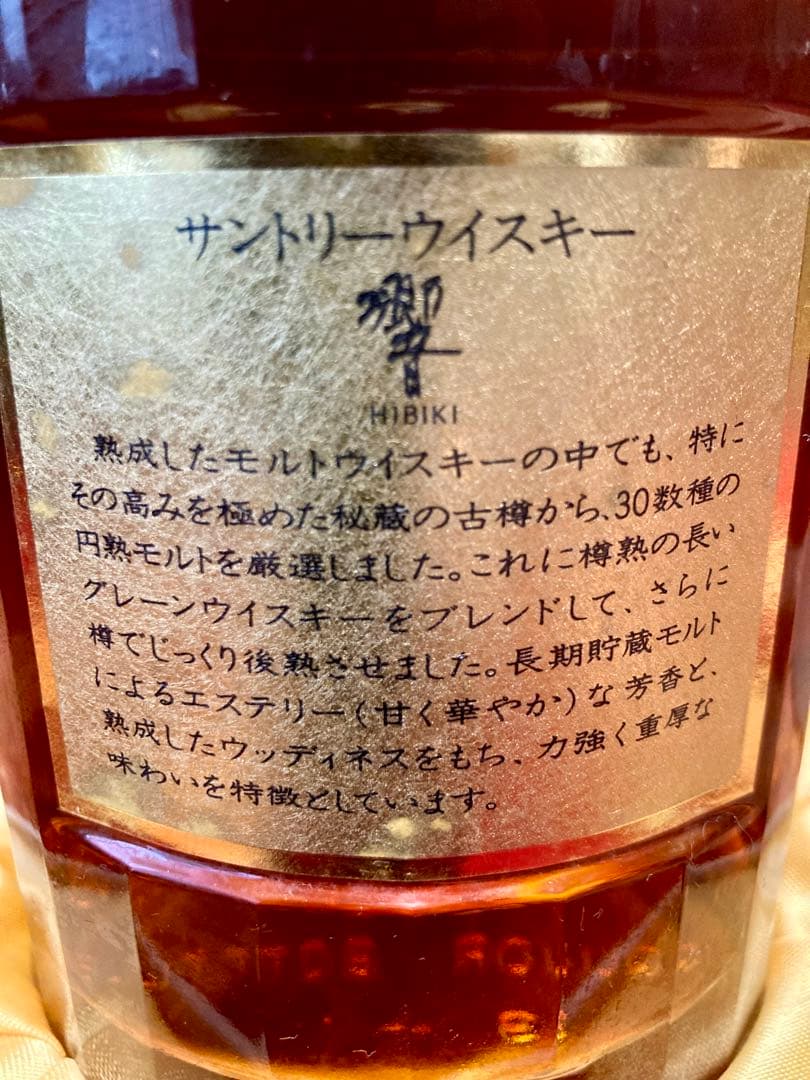 サントリーウイスキー
響
HIBIKI
熟成したモルトウイスキーの中でも、特に
その高みを極めた秘蔵の古樽から、30数種の
円熟モルトを厳選しました。これに樽熟の長い
グレーンウイスキーをブレンドして、さらに
樽でじっくり後熟させました。長期貯蔵モルト
によるエステリー(甘く華やか)な芳香と、
熟成したウッディネスをもち、力強く重厚な
味わいを特徴としています。